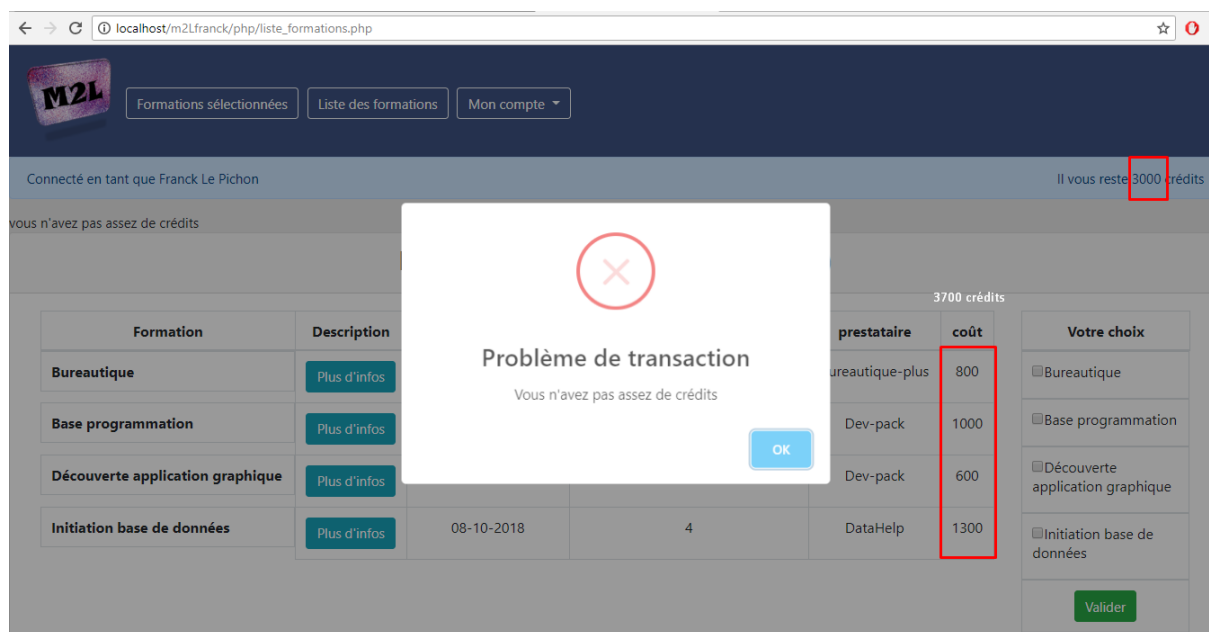 localhost/m2Lfranck/php/liste_formations.php
M2L
Formations sélectionnées Liste des formations Mon compte
Connecté en tant que Franck Le Pichon
Il vous reste 3000 crédits
vous n'avez pas assez de crédits
3700 crédits
Formation Description prestataire coût Votre choix
Bureautique Plus d'infos ureautique-plus 800 Bureautique
Base programmation Plus d'infos Dev-pack 1000 Base programmation
Découverte application graphique Plus d'infos Dev-pack 600 Découverte
application graphique
Initiation base de données Plus d'infos 08-10-2018 4 DataHelp 1300 Initiation base de
données
Valider
Problème de transaction
Vous n'avez pas assez de crédits
OK